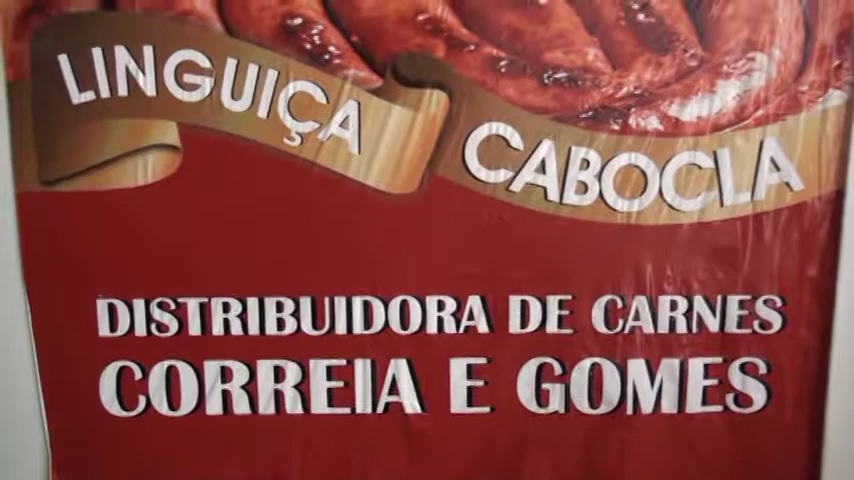 LINGUIÇA CABOCLA
DISTRIBUIDORA DE CARNES
CORREIA E GOMES